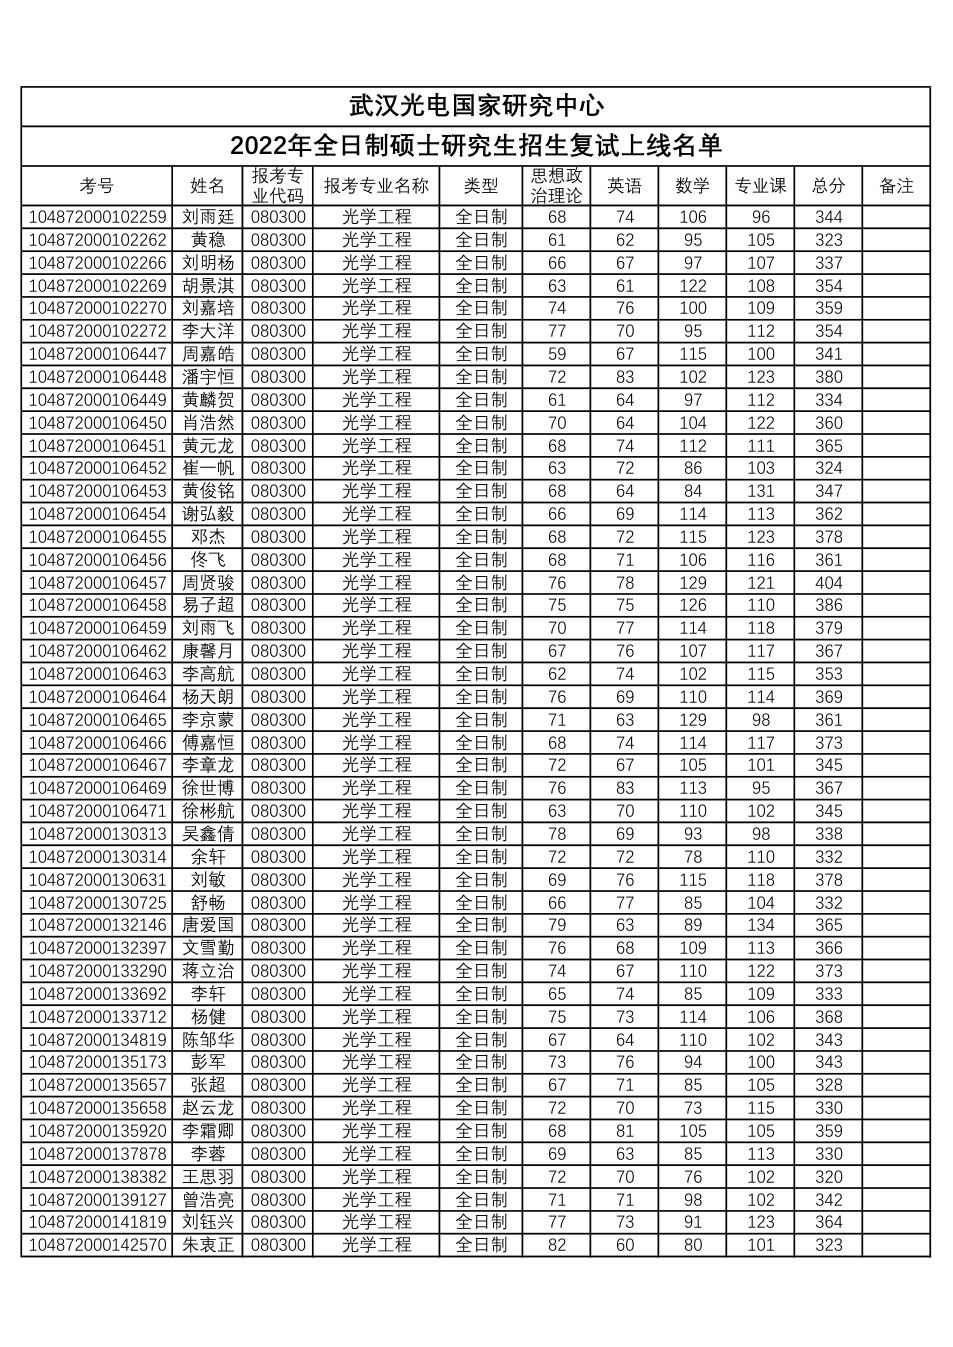 武汉光电国家研究中心
2022年全日制硕士研究生招生复试上线名单
考号 姓名 报考专业代码 报考专业名称 类型 思想政治理论 英语 数学 专业课 总分 备注
104872000102259 刘雨廷 080300 光学工程 全日制 68 74 106 96 344
104872000102262 黄稳 080300 光学工程 全日制 61 62 95 105 323
104872000102266 刘明杨 080300 光学工程 全日制 66 67 97 107 337
104872000102269 胡景淇 080300 光学工程 全日制 63 61 122 108 354
104872000102270 刘嘉培 080300 光学工程 全日制 74 76 100 109 359
104872000102272 李大洋 080300 光学工程 全日制 77 70 95 112 354
104872000106447 周嘉皓 080300 光学工程 全日制 59 67 115 100 341
104872000106448 潘宇恒 080300 光学工程 全日制 72 83 102 123 380
104872000106449 黄麟贺 080300 光学工程 全日制 61 64 97 112 334
104872000106450 肖浩然 080300 光学工程 全日制 70 64 104 122 360
104872000106451 黄元龙 080300 光学工程 全日制 68 74 112 111 365
104872000106452 崔一帆 080300 光学工程 全日制 63 72 86 103 324
104872000106453 黄俊铭 080300 光学工程 全日制 68 64 84 131 347
104872000106454 谢弘毅 080300 光学工程 全日制 66 69 114 113 362
104872000106455 邓杰 080300 光学工程 全日制 68 72 115 123 378
104872000106456 佟飞 080300 光学工程 全日制 68 71 106 116 361
104872000106457 周贤骏 080300 光学工程 全日制 76 78 129 121 404
104872000106458 易子超 080300 光学工程 全日制 75 75 126 110 386
104872000106459 刘雨飞 080300 光学工程 全日制 70 77 114 118 379
104872000106462 康馨月 080300 光学工程 全日制 67 76 107 117 367
104872000106463 李高航 080300 光学工程 全日制 62 74 102 115 353
104872000106464 杨天朗 080300 光学工程 全日制 76 69 110 114 369
104872000106465 李京蒙 080300 光学工程 全日制 71 63 129 98 361
104872000106466 傅嘉恒 080300 光学工程 全日制 68 74 114 117 373
104872000106467 李章龙 080300 光学工程 全日制 72 67 105 101 345
104872000106469 徐世博 080300 光学工程 全日制 76 83 113 95 367
104872000106471 徐彬航 080300 光学工程 全日制 63 70 110 102 345
104872000130313 吴鑫倩 080300 光学工程 全日制 78 69 93 98 338
104872000130314 余轩 080300 光学工程 全日制 72 72 78 110 332
104872000130631 刘敏 080300 光学工程 全日制 69 76 115 118 378
104872000130725 舒畅 080300 光学工程 全日制 66 77 85 104 332
104872000132146 唐爱国 080300 光学工程 全日制 79 63 89 134 365
104872000132397 文雪勤 080300 光学工程 全日制 76 68 109 113 366
104872000133290 蒋立治 080300 光学工程 全日制 74 67 110 122 373
104872000133692 李轩 080300 光学工程 全日制 65 74 85 109 333
104872000133712 杨健 080300 光学工程 全日制 75 73 114 106 368
104872000134819 陈邹华 080300 光学工程 全日制 67 64 110 102 343
104872000135173 彭军 080300 光学工程 全日制 73 76 94 100 343
104872000135657 张超 080300 光学工程 全日制 67 71 85 105 328
104872000135658 赵云龙 080300 光学工程 全日制 72 70 73 115 330
104872000135920 李霜卿 080300 光学工程 全日制 68 81 105 105 359
104872000137878 李蓉 080300 光学工程 全日制 69 63 85 113 330
104872000138382 王思羽 080300 光学工程 全日制 72 70 76 102 320
104872000139127 曾浩亮 080300 光学工程 全日制 71 71 98 102 342
104872000141819 刘钰兴 080300 光学工程 全日制 77 73 91 123 364
104872000142570 朱衷正 080300 光学工程 全日制 82 60 80 101 323